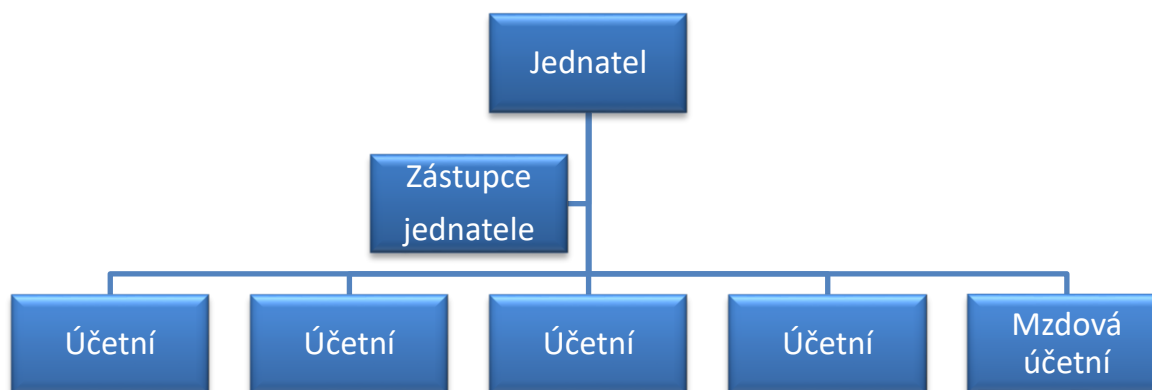 Jednatel
Zástupce
jednatele
Účetní
Účetní
Účetní
Účetní
Mzdová
účetní